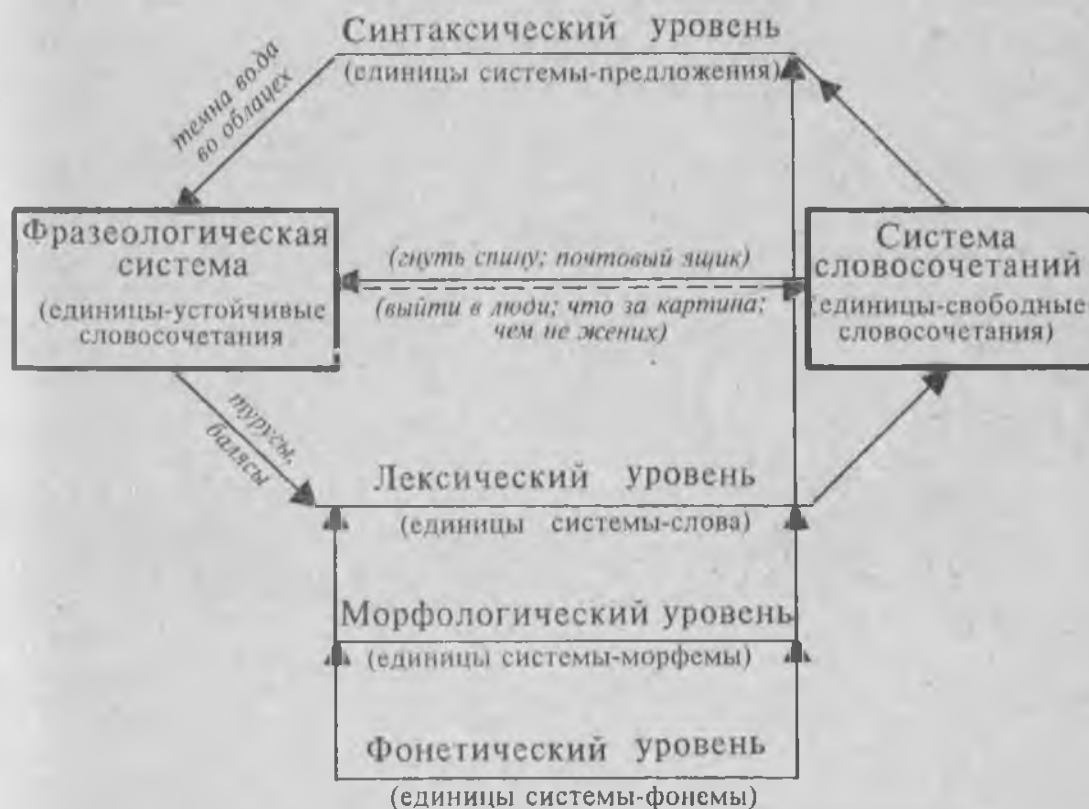 Синтаксический уровень
(единицы системы-предложения)
темна вода
во облацех
Фразеологическая
система
(единицы-устойчивые
словосочетания
(гнуть спину; почтовый ящик)
(выйти в люди; что за картина;
чем не жених)
Система
словосочетаний
(единицы-свободные
словосочетания)
турусы,
балясы
Лексический уровень
(единицы системы-слова)
Морфологический уровень
(единицы системы-морфемы)
Фонетический уровень
(единицы системы-фонемы)